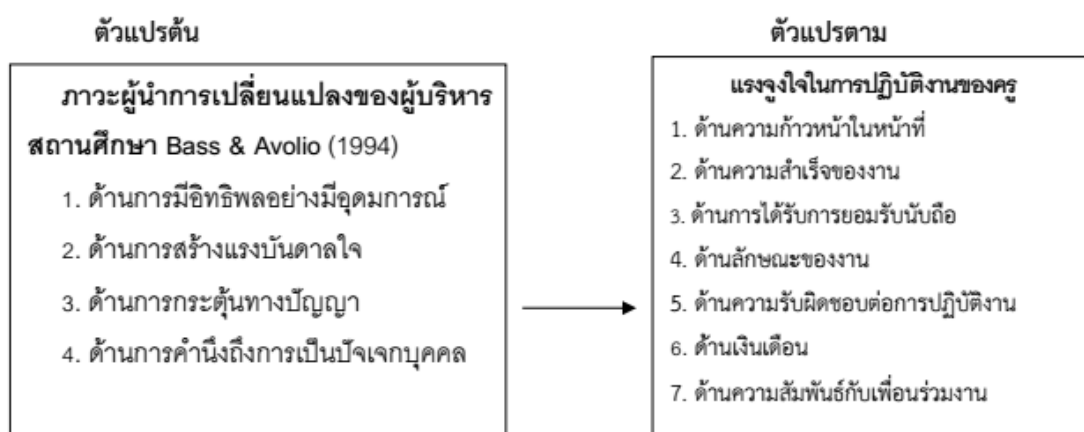 ตัวแปรต้น
ภาวะผู้นำการเปลี่ยนแปลงของผู้บริหาร
สถานศึกษา Bass & Avolio (1994)
1. ด้านการมีอิทธิพลอย่างมีอุดมการณ์
2. ด้านการสร้างแรงบันดาลใจ
3. ด้านการกระตุ้นทางปัญญา
4. ด้านการคำนึงถึงการเป็นปัจเจกบุคคล
ตัวแปรตาม
แรงจูงใจในการปฏิบัติงานของครู
1. ด้านความก้าวหน้าในหน้าที่
2. ด้านความสำเร็จของงาน
3. ด้านการได้รับการยอมรับนับถือ
4. ด้านลักษณะของงาน
5. ด้านความรับผิดชอบต่อการปฏิบัติงาน
6. ด้านเงินเดือน
7. ด้านความสัมพันธ์กับเพื่อนร่วมงาน